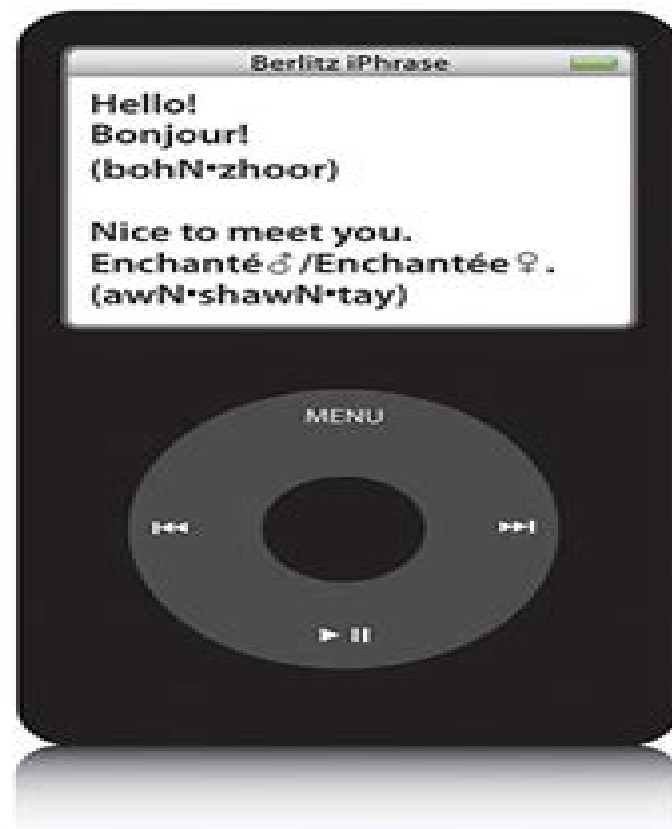 Berlitz iPhrase
Hello!
Bonjour!
(bohN•zhoor)
Nice to meet you.
Enchanté♂/Enchantée♀.
(awN•shawN•tay)
MENU